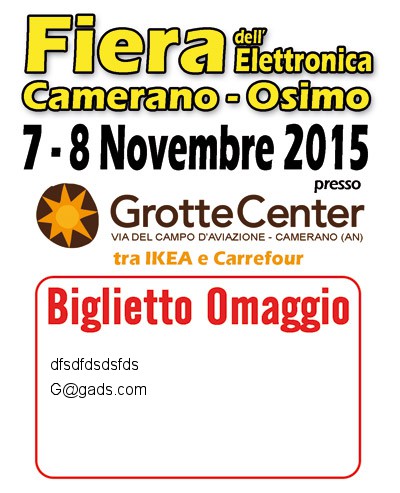 Fiera dell'Elettronica
Camerano - Osimo
7 - 8 Novembre 2015
presso
GrotteCenter
VIA DEL CAMPO D'AVIAZIONE - CAMERANO (AN)
tra IKEA e Carrefour
Biglietto Omaggio
dfsdfdsdsfds
G@gads.com